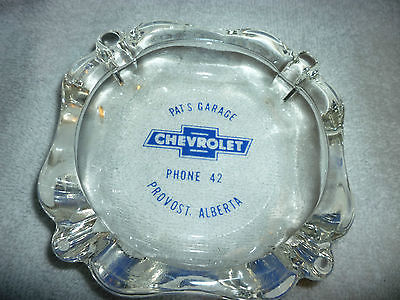 PAT'S GARAGE
CHEVROLET
PHONE 42
PROVOST, ALBERTA